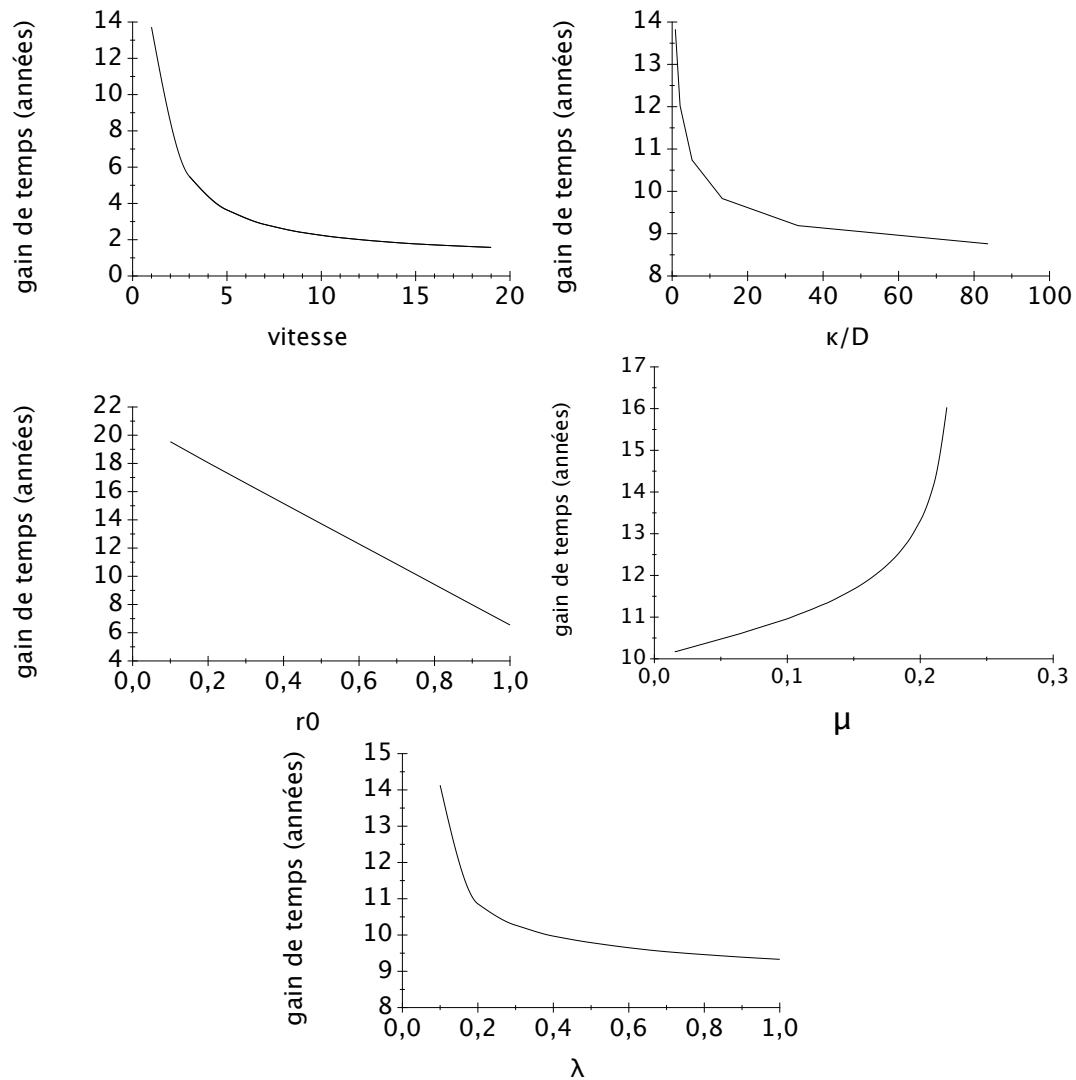 gain de temps (années)
14
12
10
8
6
4
2
0
0 5 10 15 20
vitesse
gain de temps (années)
14
13
12
11
10
9
8
0 20 40 60 80 100
κ/D
gain de temps (années)
22
20
18
16
14
12
10
8
6
4
0,0 0,2 0,4 0,6 0,8 1,0
r0
gain de temps (années)
17
16
15
14
13
12
11
10
0,0 0,1 0,2 0,3
μ
gain de temps (années)
15
14
13
12
11
10
9
8
0,0 0,2 0,4 0,6 0,8 1,0
λ